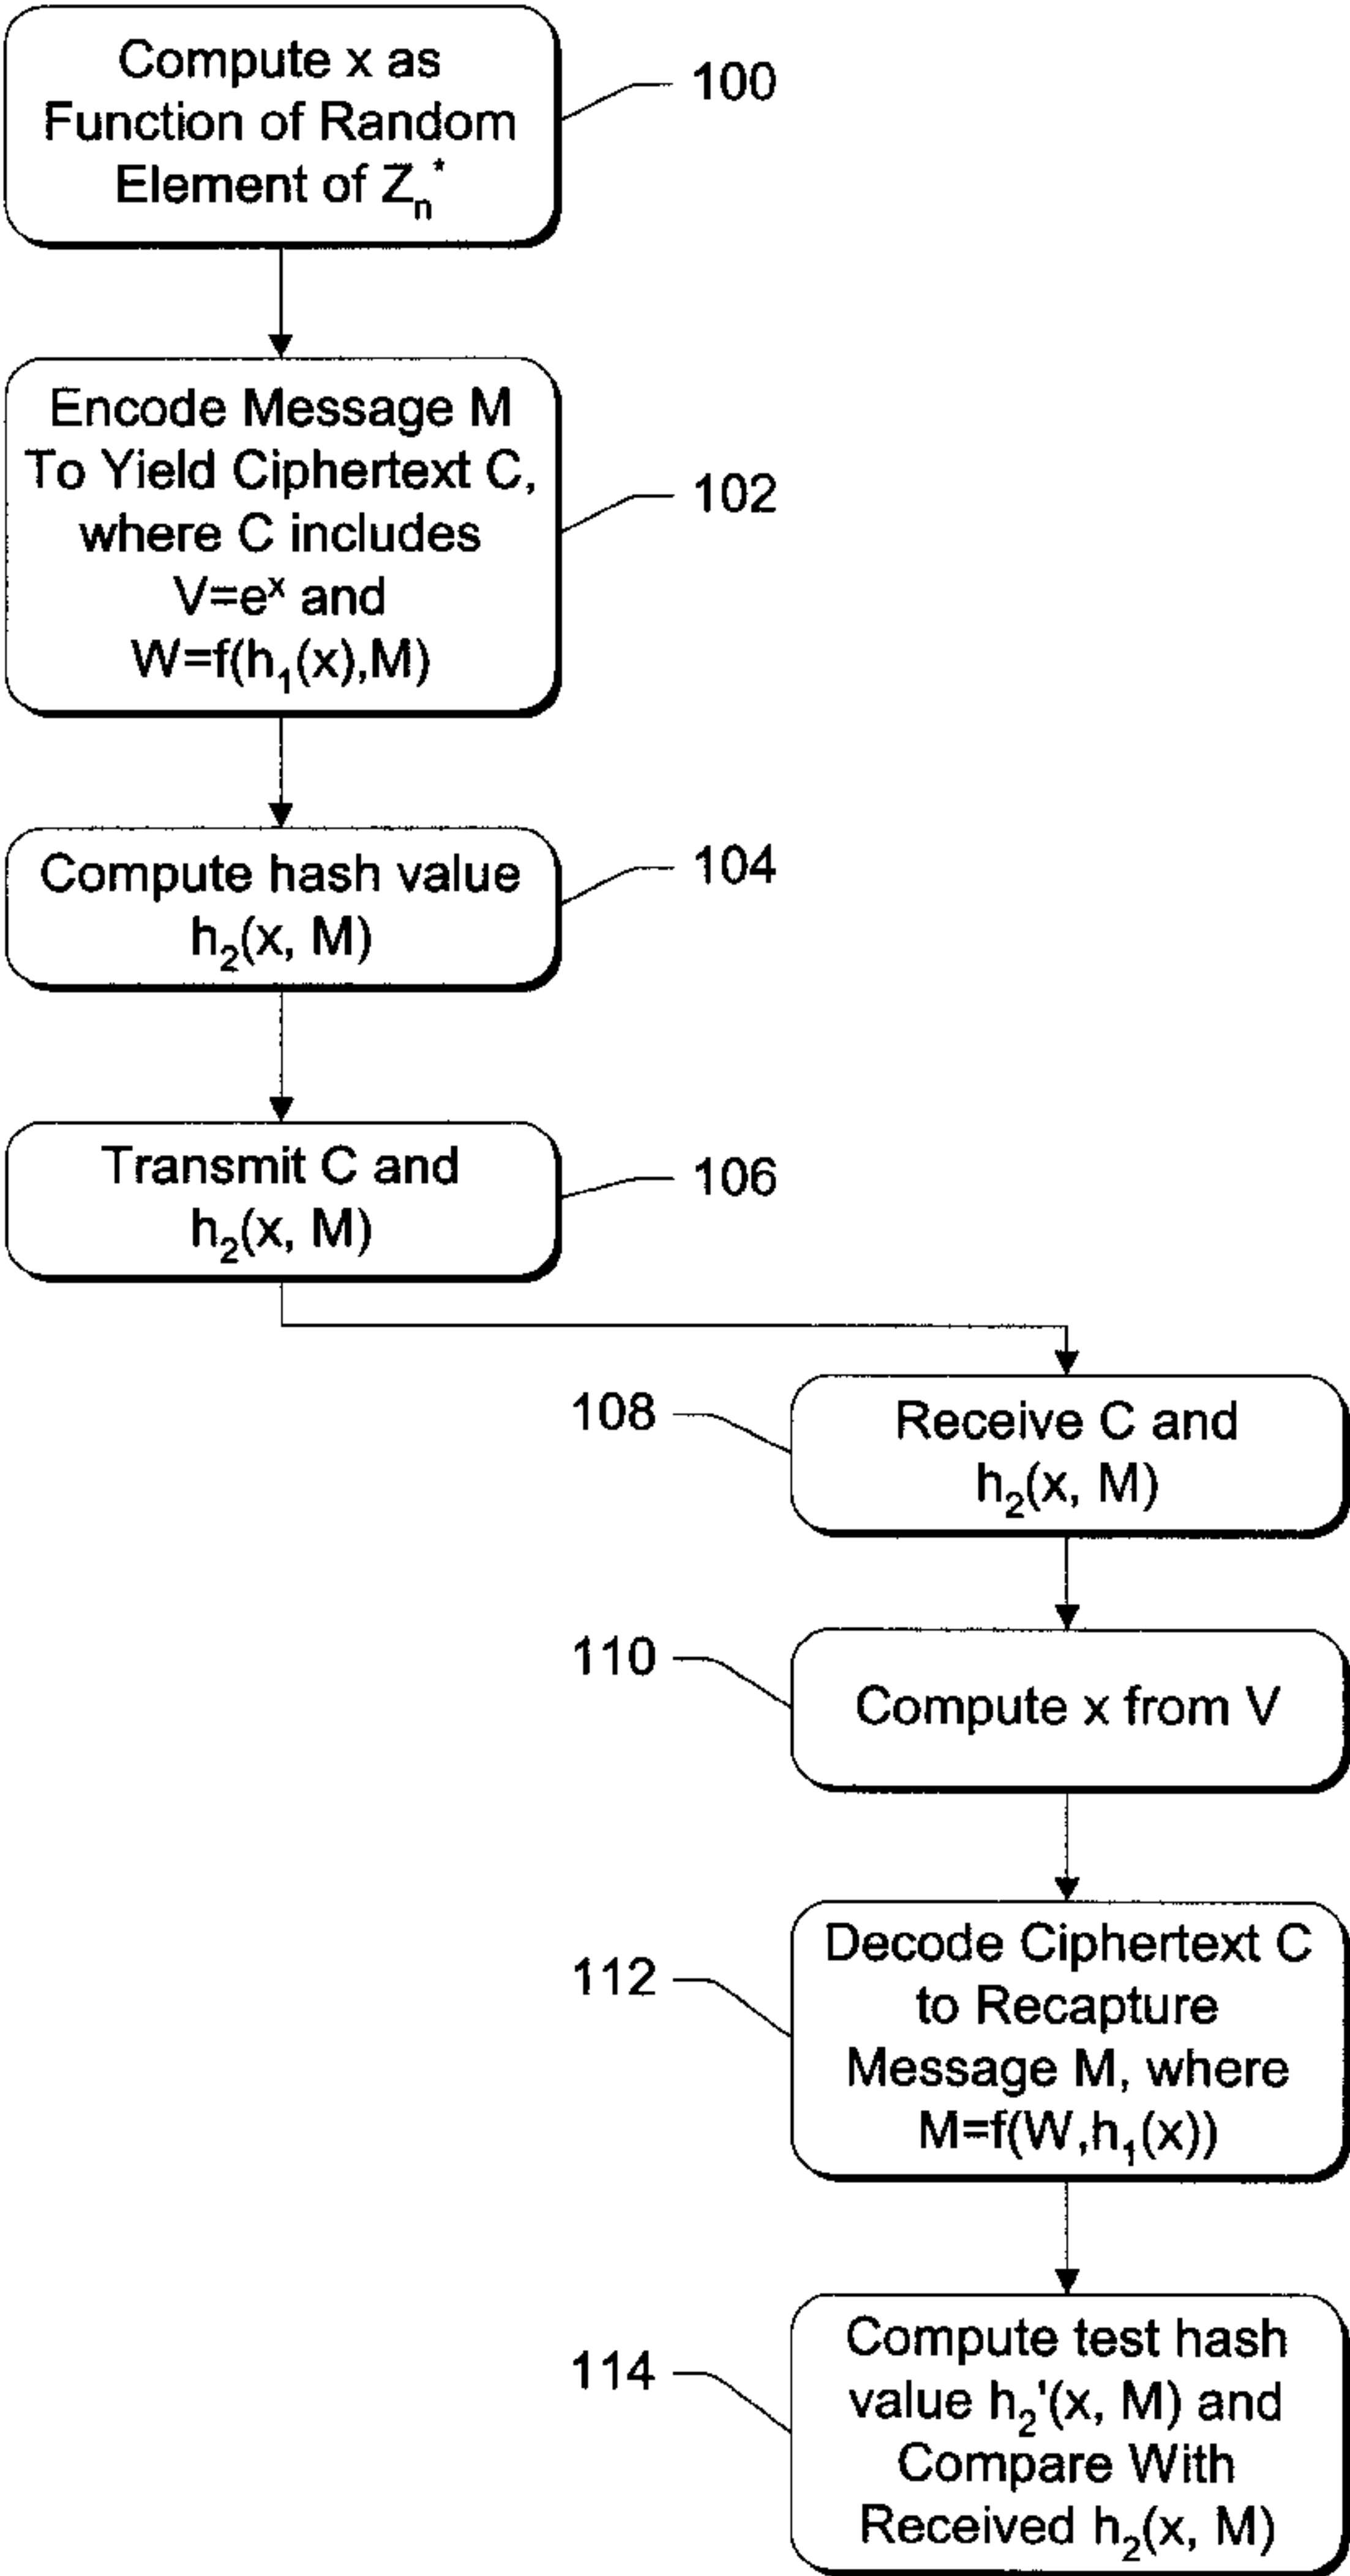 Compute x as
Function of Random
Element of Zₙ*
100
Encode Message M
To Yield Ciphertext C,
where C includes
V=eˣ and
W=f(h₁(x),M)
102
Compute hash value
h₂(x, M)
104
Transmit C and
h₂(x, M)
106
108
Receive C and
h₂(x, M)
110
Compute x from V
112
Decode Ciphertext C
to Recapture
Message M, where
M=f(W,h₁(x))
114
Compute test hash
value h₂'(x, M) and
Compare With
Received h₂(x, M)